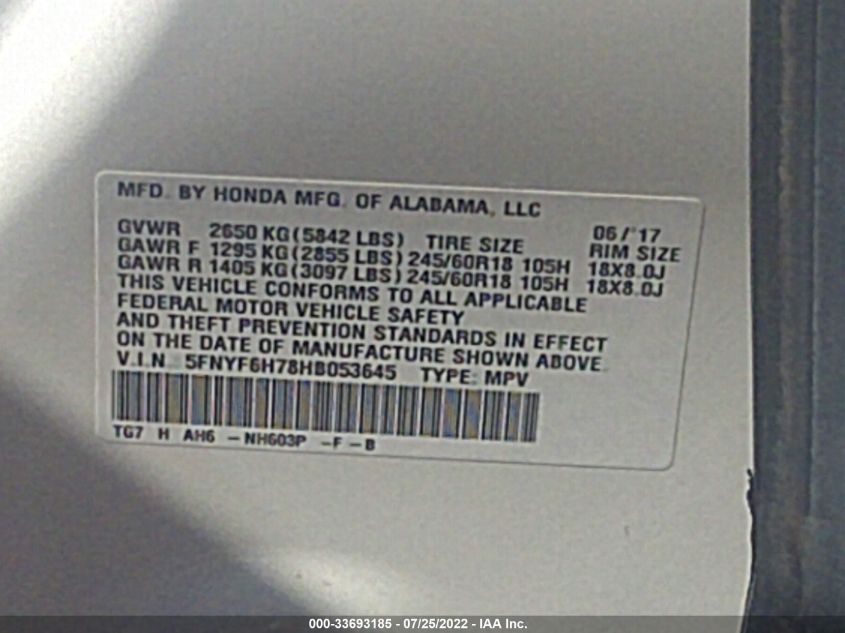 MFD. BY HONDA MFG. OF ALABAMA, LLC
06/'17
GVWR 2650 KG(5842 LBS) TIRE SIZE RIM SIZE
GAWR F 1295 KG(2855 LBS) 245/60R18 105H 18X8.0J
GAWR R 1405 KG(3097 LBS) 245/60R18 105H 18X8.0J
THIS VEHICLE CONFORMS TO ALL APPLICABLE
FEDERAL MOTOR VEHICLE SAFETY
AND THEFT PREVENTION STANDARDS IN EFFECT
ON THE DATE OF MANUFACTURE SHOWN ABOVE.
V.I.N. 5FNYF6H78HB053645 TYPE: MPV
TG7 H AH6 - NH603P - F - B
000-33693185 - 07/25/2022 - IAA Inc.